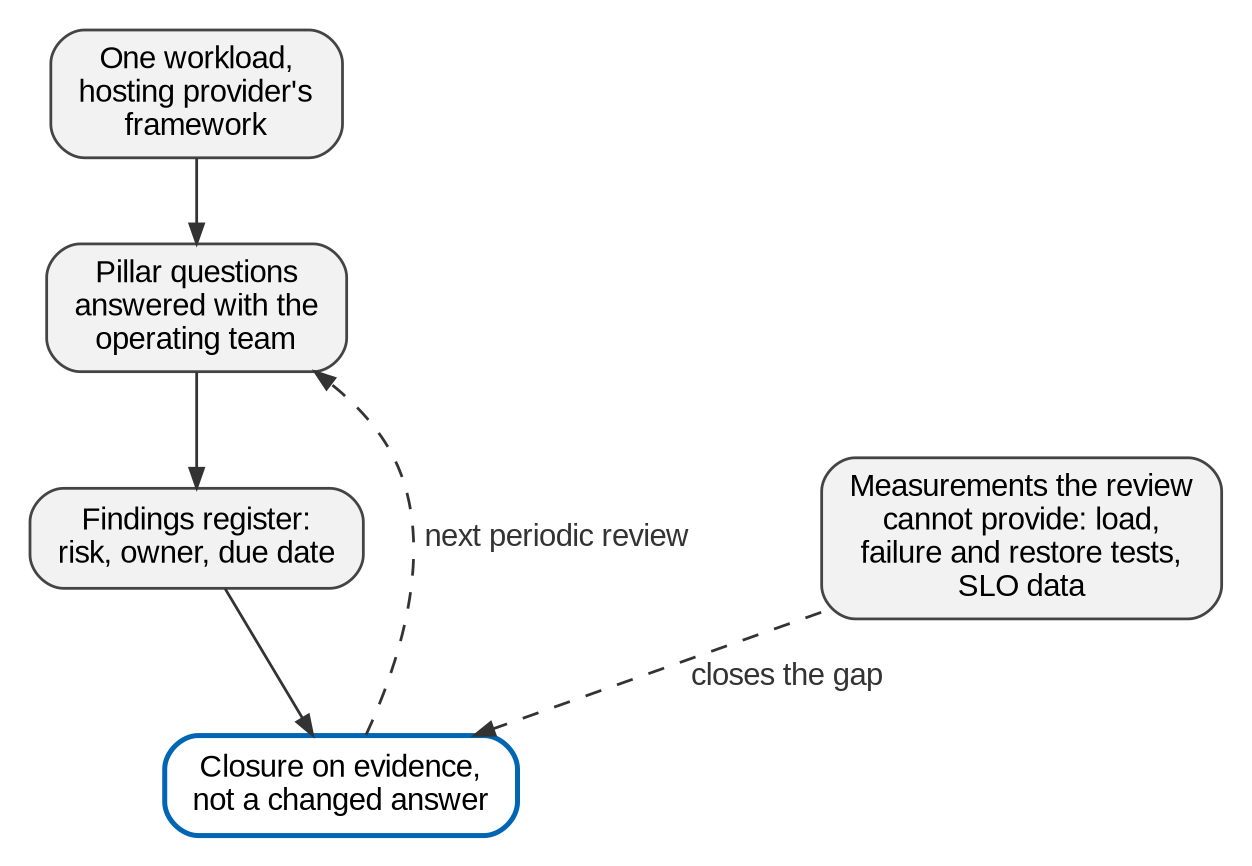 One workload,
hosting provider's
framework
Pillar questions
answered with the
operating team
Findings register:
risk, owner, due date
next periodic review
Measurements the review
cannot provide: load,
failure and restore tests,
SLO data
closes the gap
Closure on evidence,
not a changed answer